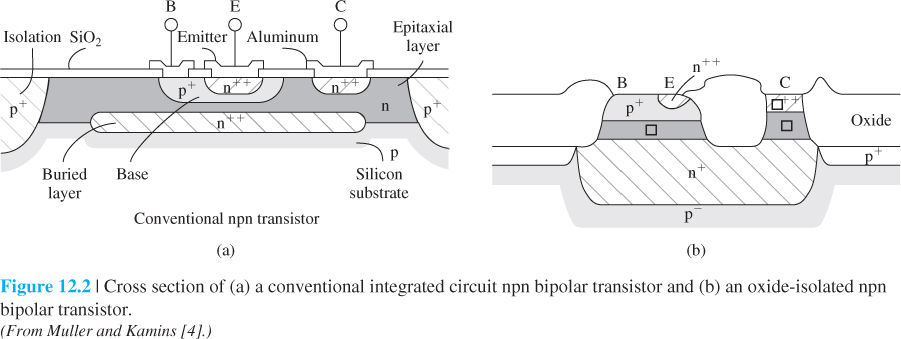 B E C
Isolation SiO₂ Emitter Aluminum Epitaxial
layer
p⁺ p⁺ n⁺⁺ n⁺⁺ n p⁺
n⁺⁺
p
Buried
layer
Base
Silicon
substrate
Conventional npn transistor
(a)
n⁺⁺
B E C
p⁺ ++
Oxide
p⁺
n⁺
p⁻
(b)
Figure 12.2 | Cross section of (a) a conventional integrated circuit npn bipolar transistor and (b) an oxide-isolated npn
bipolar transistor.
(From Muller and Kamins [4].)